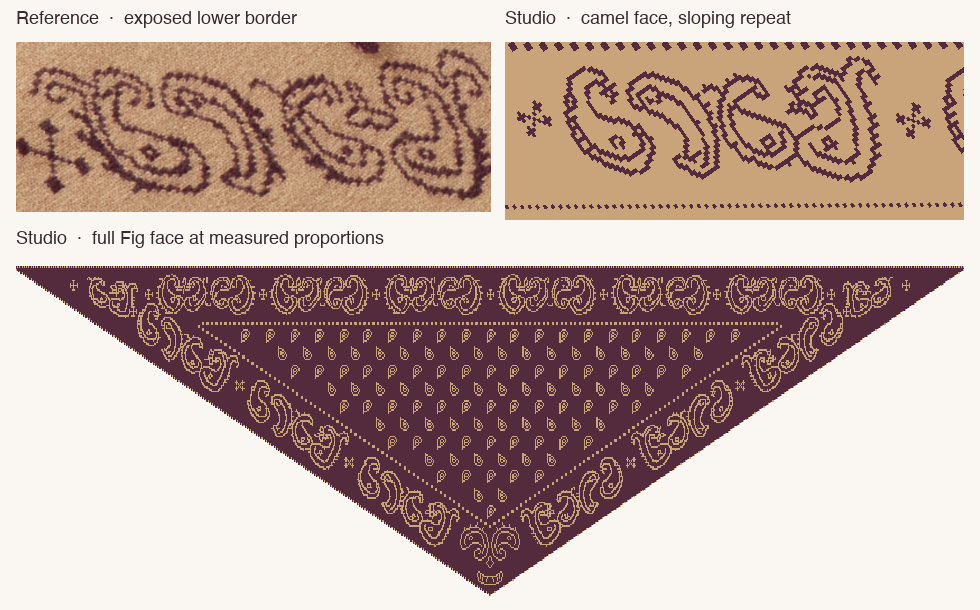 Reference · exposed lower border
Studio · camel face, sloping repeat
Studio · full Fig face at measured proportions